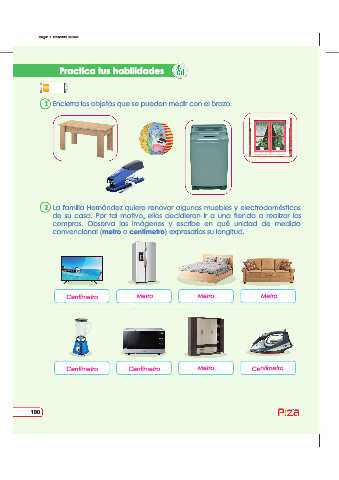 Practica tus habilidades
1 Encierra los objetos que se pueden medir con el brazo.
2 La familia Hernández quiere renovar algunos muebles y electrodomésticos
de su casa. Por tal motivo, ellos decidieron ir a una tienda a realizar las
compras. Observa las imágenes y escribe en qué unidad de medida
convencional (metro o centímetro) expresarías su longitud.
Centímetro Metro Metro Metro
Centímetro Centímetro Metro Centímetro
100